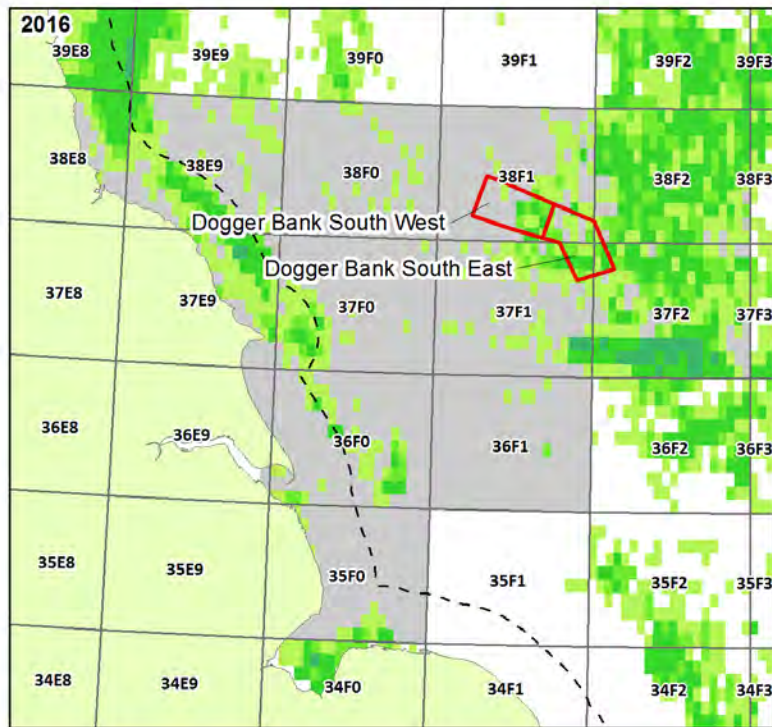 2016
39E8 39E9 39F0 39F1 39F2 39F3
38E8 38E9 38F0 38F1 38F2 38F3
Dogger Bank South West
Dogger Bank South East
37E8 37E9 37F0 37F1 37F2 37F3
36E8 36E9 36F0 36F1 36F2 36F3
35E8 35E9 35F0 35F1 35F2 35F3
34E8 34E9 34F0 34F1 34F2 34F3